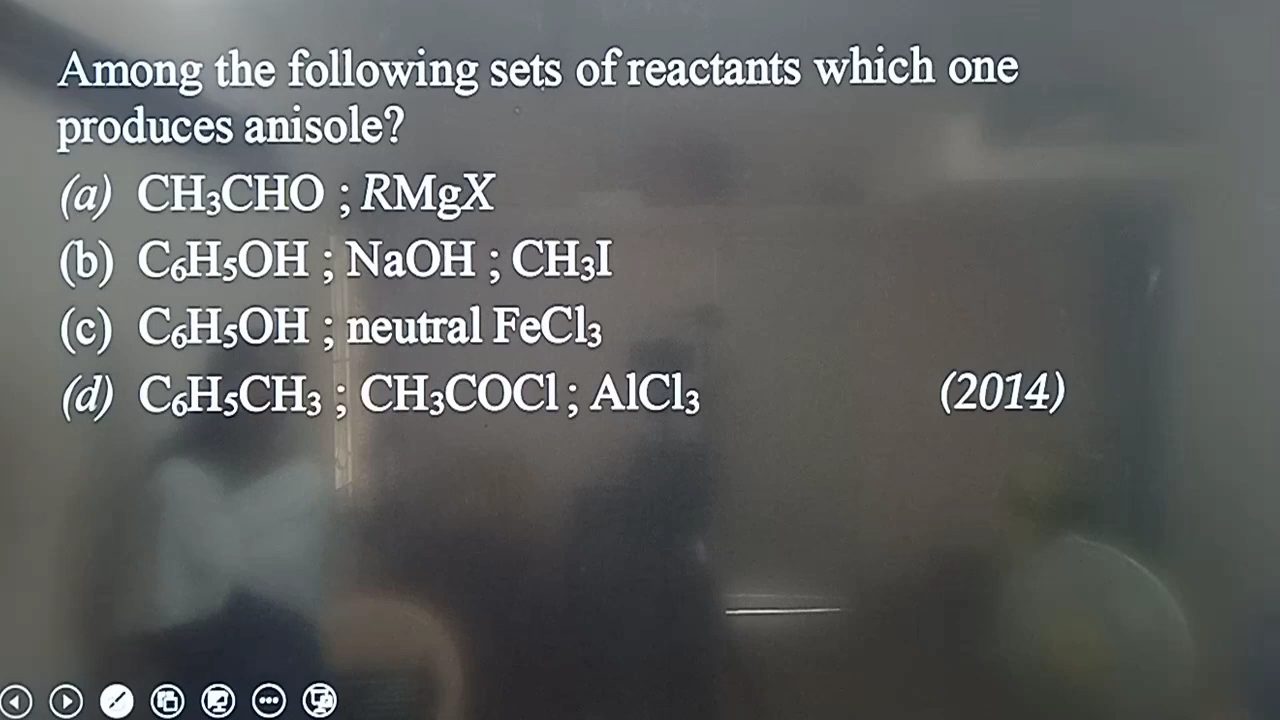 Among the following sets of reactants which one
produces anisole?
(a) CH₃CHO ; RMgX
(b) C₆H₅OH ; NaOH ; CH₃I
(c) C₆H₅OH ; neutral FeCl₃
(d) C₆H₅CH₃ ; CH₃COCl ; AlCl₃ (2014)